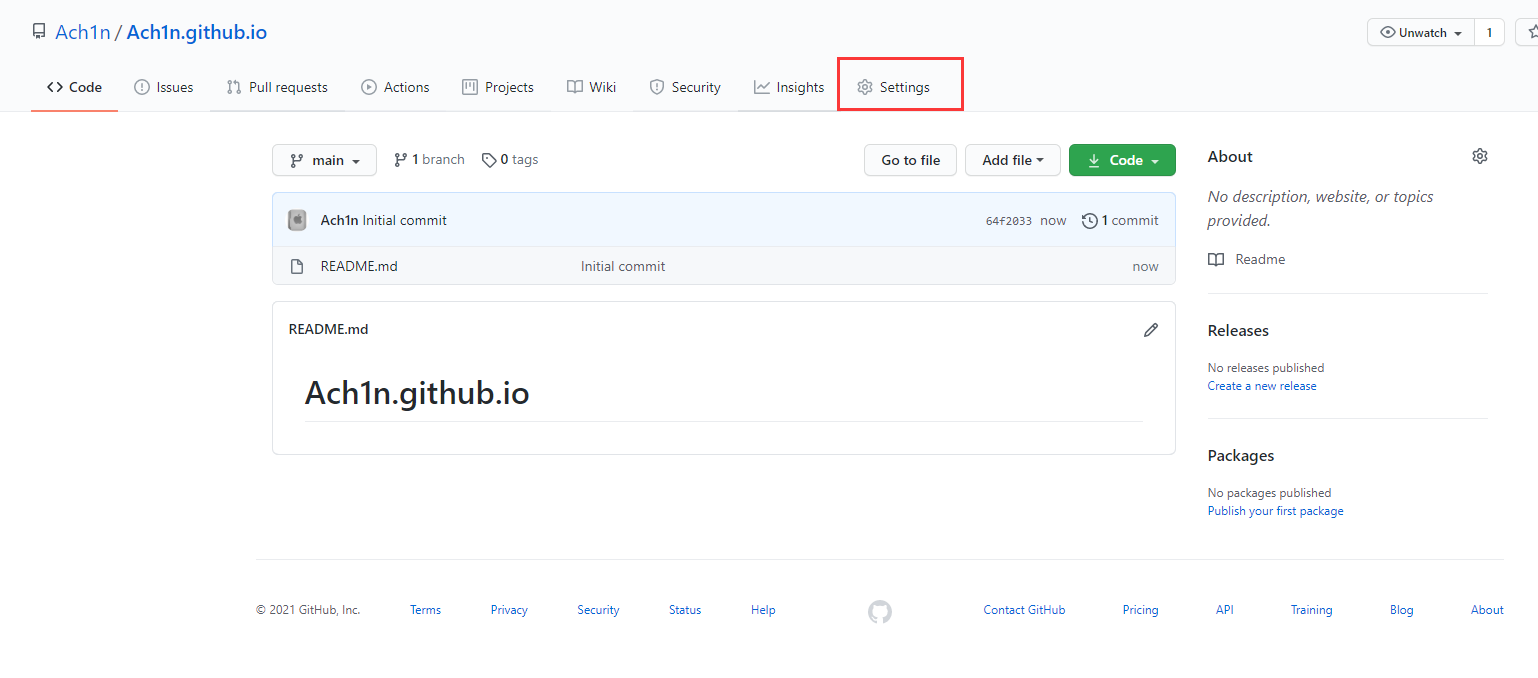 Ach1n / Ach1n.github.io
Unwatch 1
Code Issues Pull requests Actions Projects Wiki Security Insights Settings
main 1 branch 0 tags Go to file Add file Code
Ach1n Initial commit 64f2033 now 1 commit
README.md Initial commit now
README.md
Ach1n.github.io
About
No description, website, or topics
provided.
Readme
Releases
No releases published
Create a new release
Packages
No packages published
Publish your first package
© 2021 GitHub, Inc. Terms Privacy Security Status Help Contact GitHub Pricing API Training Blog About